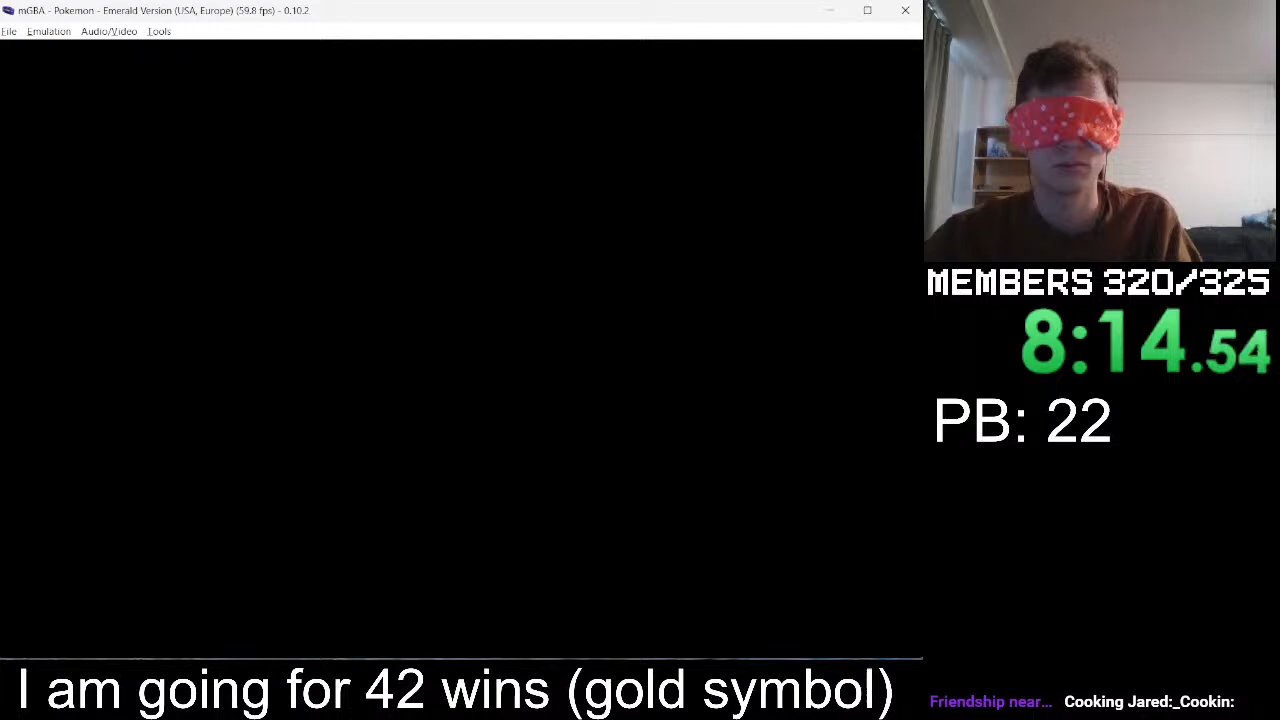 mGBA - Pokemon - Emerald Version (USA, Europe) (59.8 fps) - 0.10.2
File Emulation Audio/Video Tools
MEMBERS 320/325
8:14.54
PB: 22
I am going for 42 wins (gold symbol)
Friendship near... Cooking Jared:_Cookin: